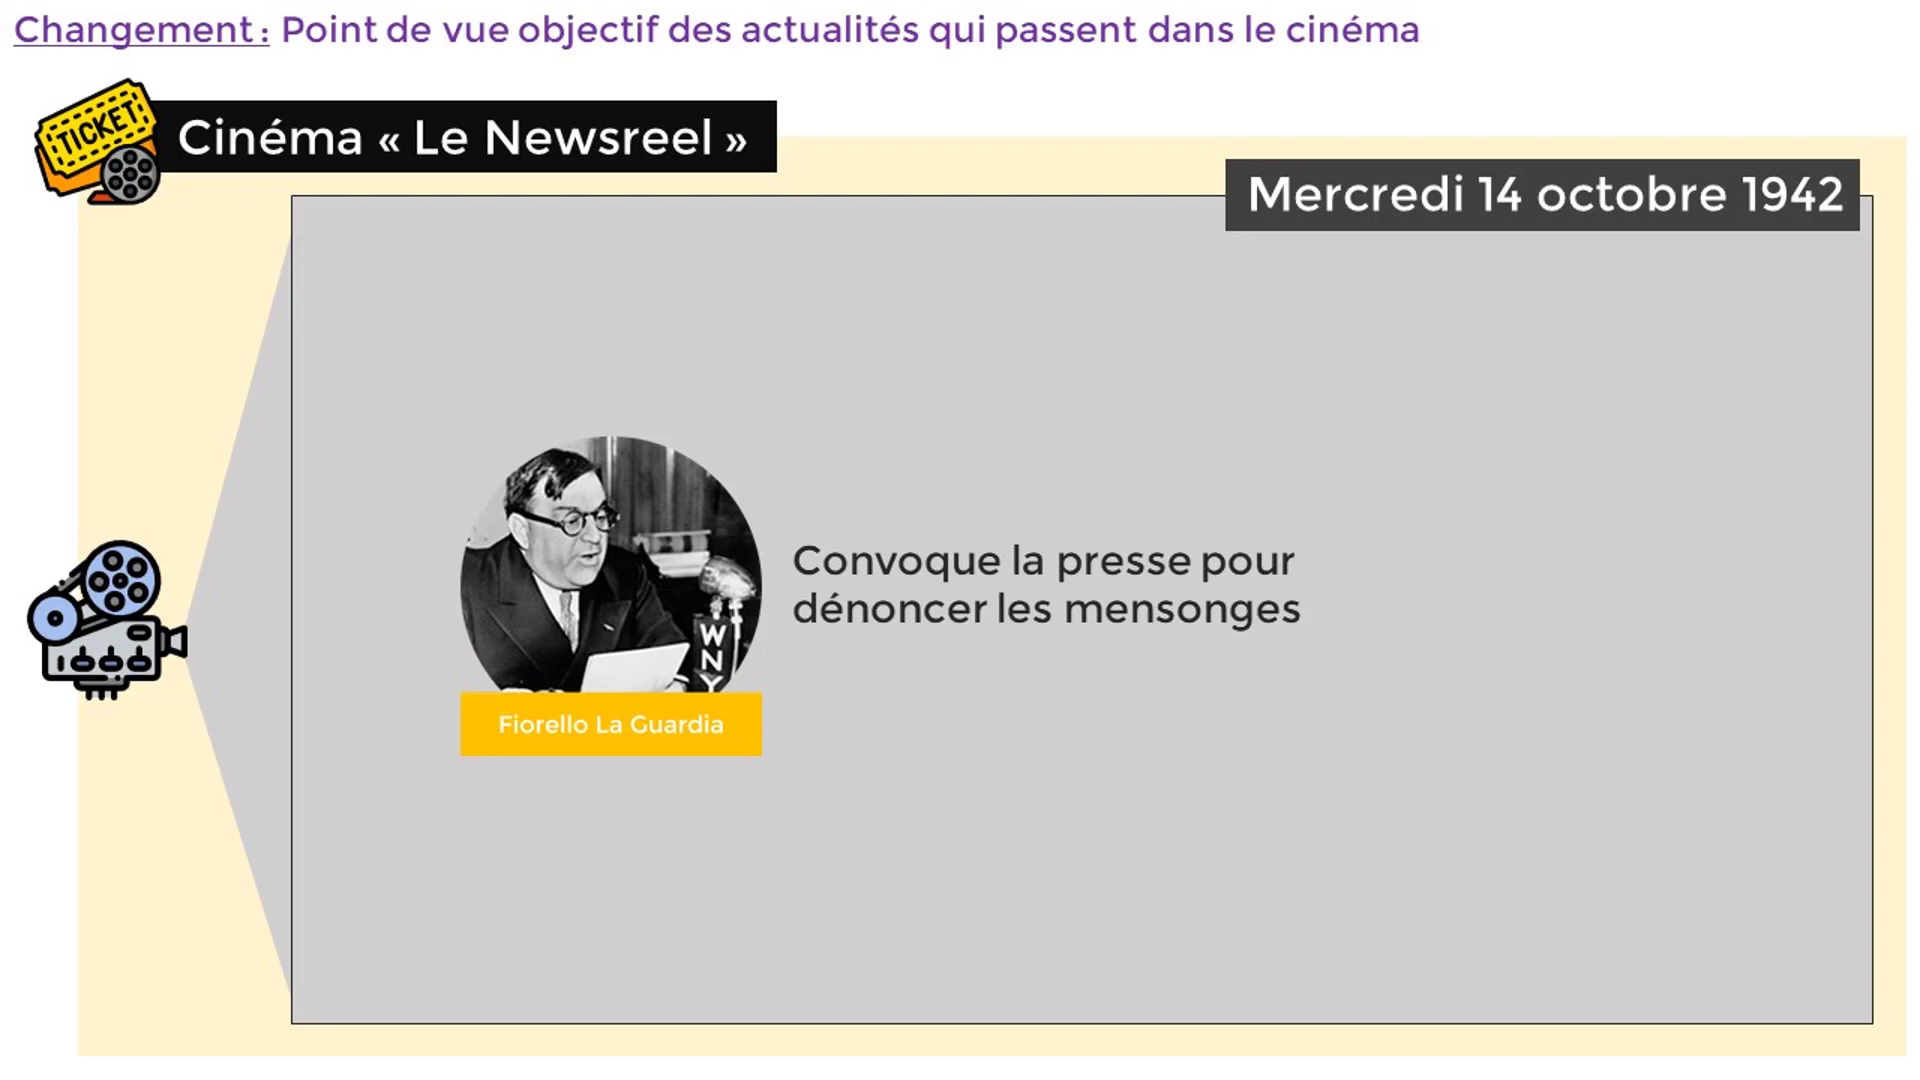 Changement : Point de vue objectif des actualités qui passent dans le cinéma
TICKET
Cinéma « Le Newsreel »
Mercredi 14 octobre 1942
Convoque la presse pour
dénoncer les mensonges
WNY
Fiorello La Guardia